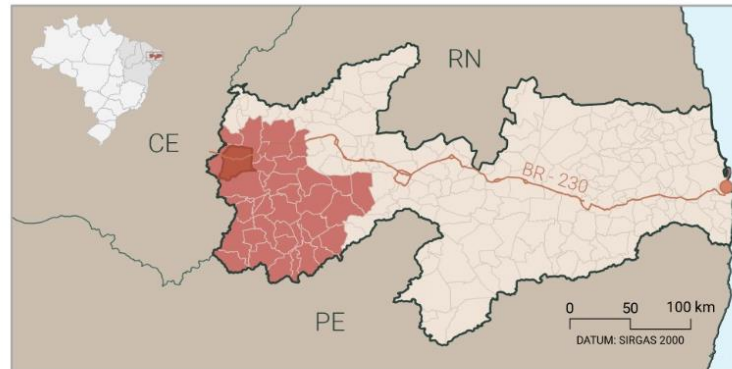 RN
CE
BR - 230
PE
0 50 100 km
DATUM: SIRGAS 2000